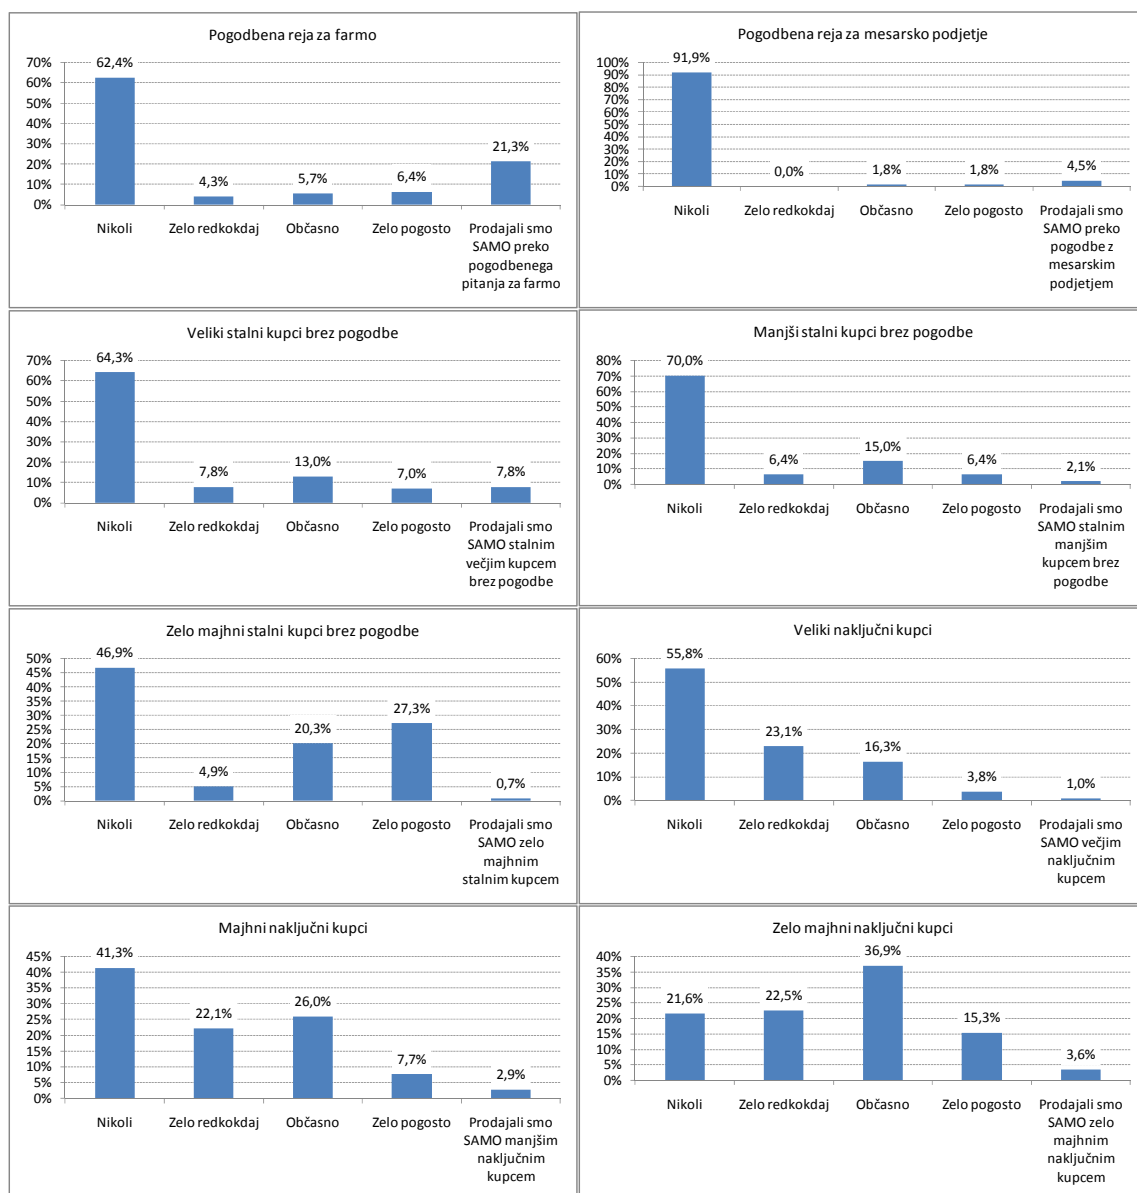 Pogodbena reja za farmo
70%
60%
50%
40%
30%
20%
10%
0%
62,4%
4,3%
5,7%
6,4%
21,3%
Nikoli
Zelo redkokdaj
Občasno
Zelo pogosto
Prodajali smo
SAMO preko
pogodbenega
pitanja za farmo
Pogodbena reja za mesarsko podjetje
100%
90%
80%
70%
60%
50%
40%
30%
20%
10%
0%
91,9%
0,0%
1,8%
1,8%
4,5%
Nikoli
Zelo redkokdaj
Občasno
Zelo pogosto
Prodajali smo
SAMO preko
pogodbe z
mesarskim
podjetjem
Veliki stalni kupci brez pogodbe
70%
60%
50%
40%
30%
20%
10%
0%
64,3%
7,8%
13,0%
7,0%
7,8%
Nikoli
Zelo redkokdaj
Občasno
Zelo pogosto
Prodajali smo
SAMO stalnim
večjim kupcem
brez pogodbe
Manjši stalni kupci brez pogodbe
80%
70%
60%
50%
40%
30%
20%
10%
0%
70,0%
6,4%
15,0%
6,4%
2,1%
Nikoli
Zelo redkokdaj
Občasno
Zelo pogosto
Prodajali smo
SAMO stalnim
manjšim
kupcem brez
pogodbe
Zelo majhni stalni kupci brez pogodbe
50%
45%
40%
35%
30%
25%
20%
15%
10%
5%
0%
46,9%
4,9%
20,3%
27,3%
0,7%
Nikoli
Zelo redkokdaj
Občasno
Zelo pogosto
Prodajali smo
SAMO zelo
majhnim
stalnim kupcem
Veliki naključni kupci
60%
50%
40%
30%
20%
10%
0%
55,8%
23,1%
16,3%
3,8%
1,0%
Nikoli
Zelo redkokdaj
Občasno
Zelo pogosto
Prodajali smo
SAMO večjim
naključnim
kupcem
Majhni naključni kupci
45%
40%
35%
30%
25%
20%
15%
10%
5%
0%
41,3%
22,1%
26,0%
7,7%
2,9%
Nikoli
Zelo redkokdaj
Občasno
Zelo pogosto
Prodajali smo
SAMO manjšim
naključnim
kupcem
Zelo majhni naključni kupci
40%
35%
30%
25%
20%
15%
10%
5%
0%
21,6%
22,5%
36,9%
15,3%
3,6%
Nikoli
Zelo redkokdaj
Občasno
Zelo pogosto
Prodajali smo
SAMO zelo
majhnim
naključnim
kupcem